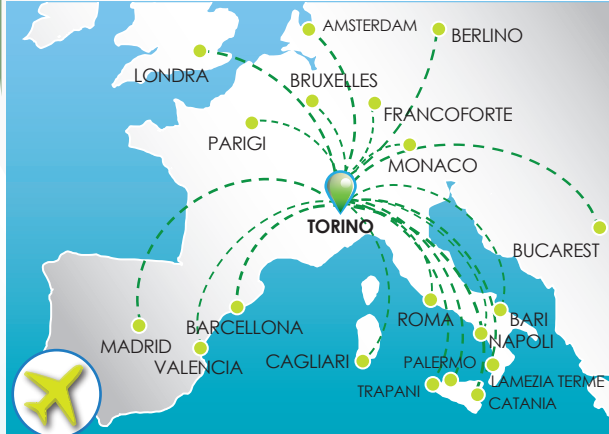 AMSTERDAM
BERLINO
LONDRA
BRUXELLES
FRANCOFORTE
PARIGI
MONACO
TORINO
BUCAREST
BARCELLONA
ROMA
BARI
MADRID
NAPOLI
VALENCIA
CAGLIARI
PALERMO
LAMEZIA TERME
TRAPANI
CATANIA